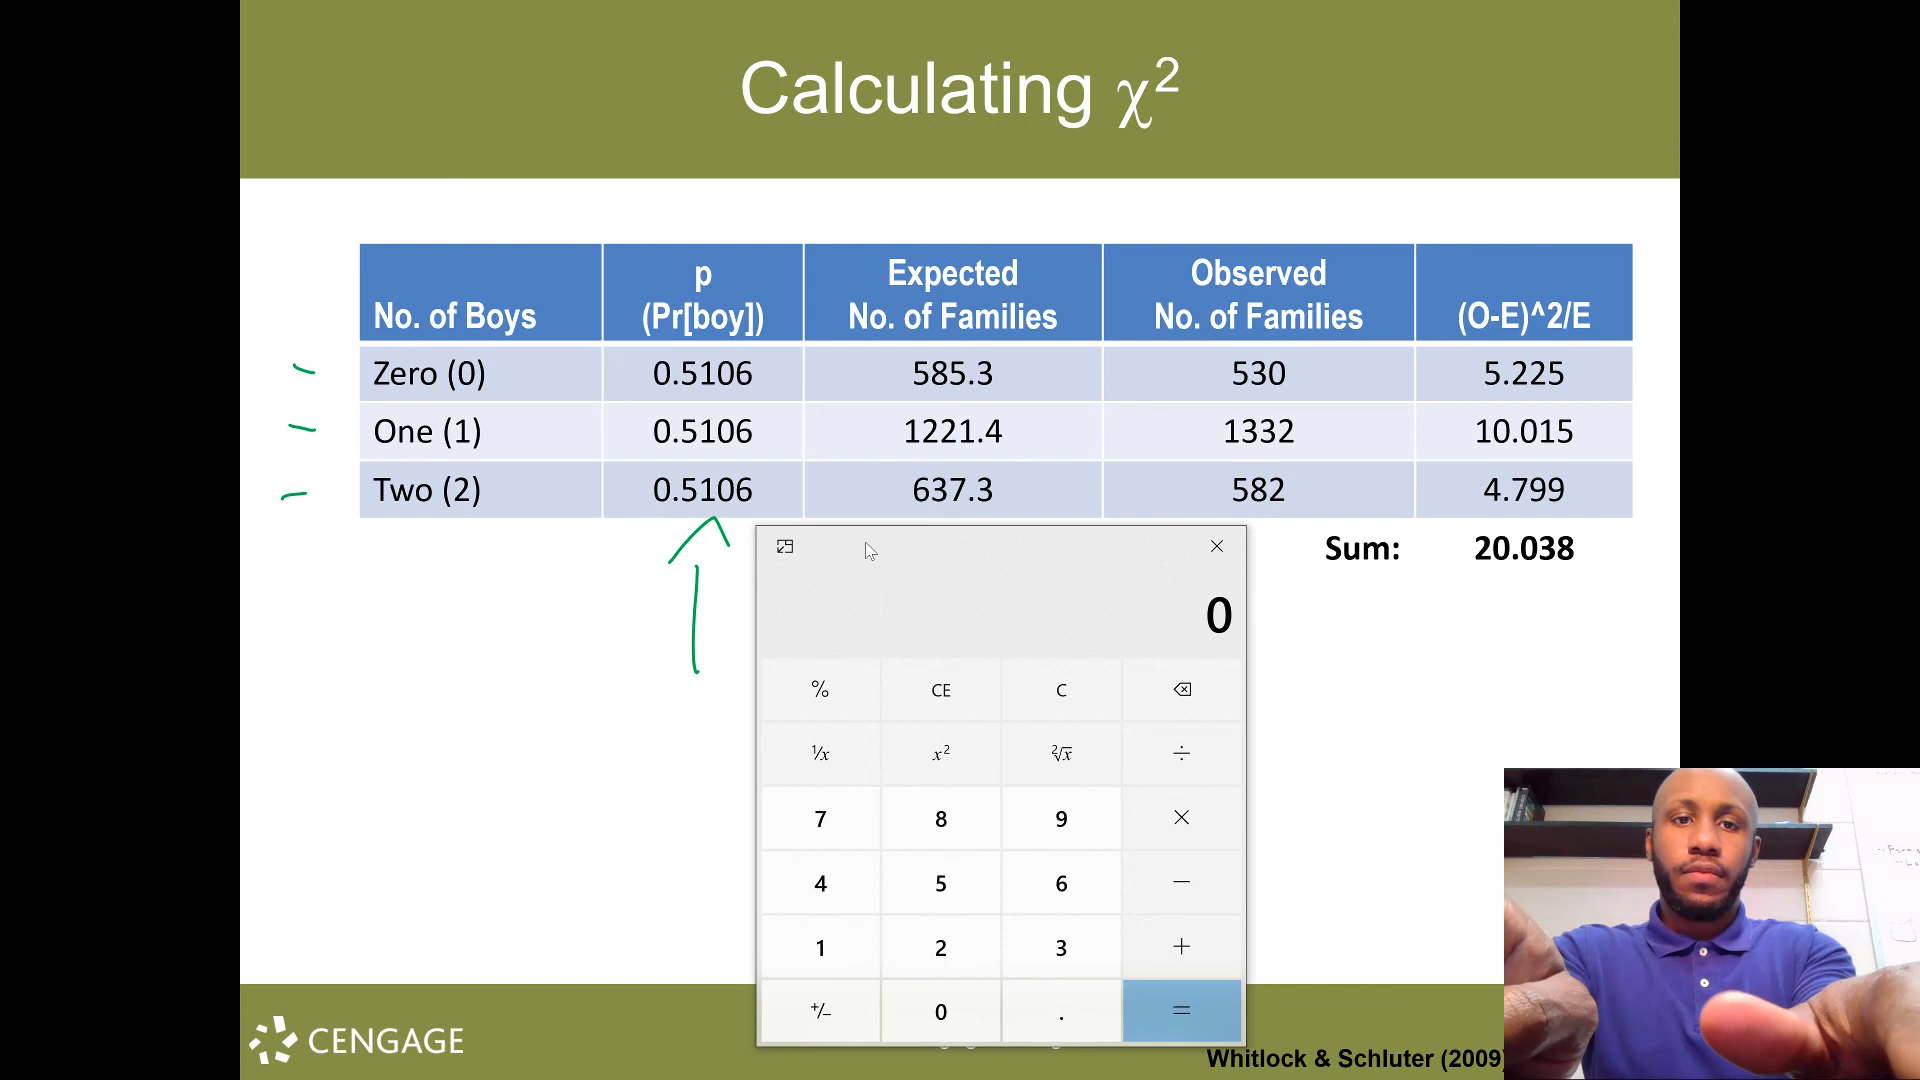 Calculating χ²
No. of Boys
p
(Pr[boy])
Expected
No. of Families
Observed
No. of Families
(O-E)^2/E
Zero (0) 0.5106 585.3 530 5.225
One (1) 0.5106 1221.4 1332 10.015
Two (2) 0.5106 637.3 582 4.799
Sum: 20.038
0
% CE C
¹/x x² ²√x ÷
7 8 9 ×
4 5 6 −
1 2 3 +
+/− 0 . =
CENGAGE
Whitlock & Schluter (2009)